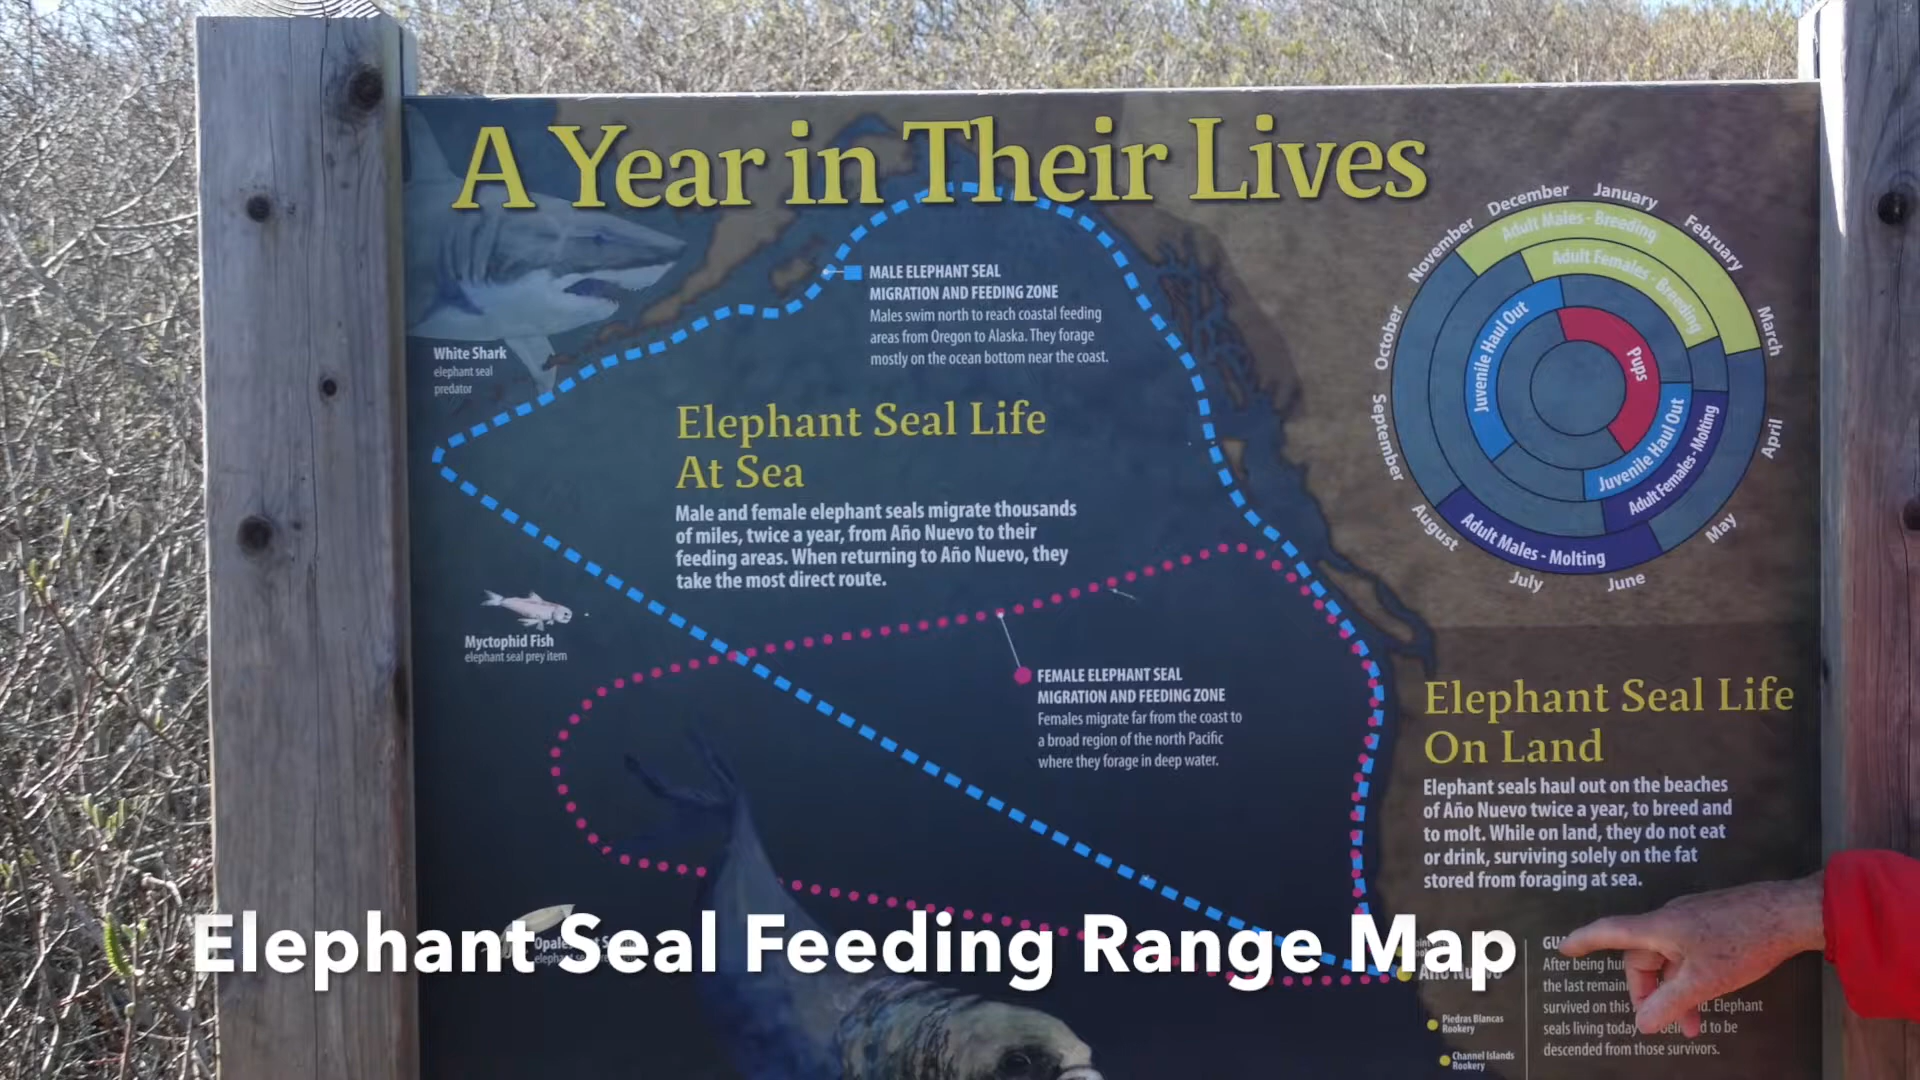 A Year in Their Lives
MALE ELEPHANT SEAL
MIGRATION AND FEEDING ZONE
Males swim north to reach coastal feeding
areas from Oregon to Alaska. They forage
mostly on the ocean bottom near the coast.
White Shark
elephant seal
predator
Elephant Seal Life
At Sea
Male and female elephant seals migrate thousands
of miles, twice a year, from Año Nuevo to their
feeding areas. When returning to Año Nuevo, they
take the most direct route.
Myctophid Fish
elephant seal prey item
FEMALE ELEPHANT SEAL
MIGRATION AND FEEDING ZONE
Females migrate far from the coast to
a broad region of the north Pacific
where they forage in deep water.
December
January
February
March
April
May
June
July
August
September
October
November
Adult Males - Breeding
Adult Females - Breeding
Juvenile Haul Out
Pups
Juvenile Haul Out
Adult Females - Molting
Adult Males - Molting
Elephant Seal Life
On Land
Elephant seals haul out on the beaches
of Año Nuevo twice a year, to breed and
to molt. While on land, they do not eat
or drink, surviving solely on the fat
stored from foraging at sea.
Elephant Seal Feeding Range Map
Año Nuevo
Piedras Blancas
Rookery
Channel Islands
Rookery
After being
the last
survived on this Elephant
seals living today to be
descended from those survivors.